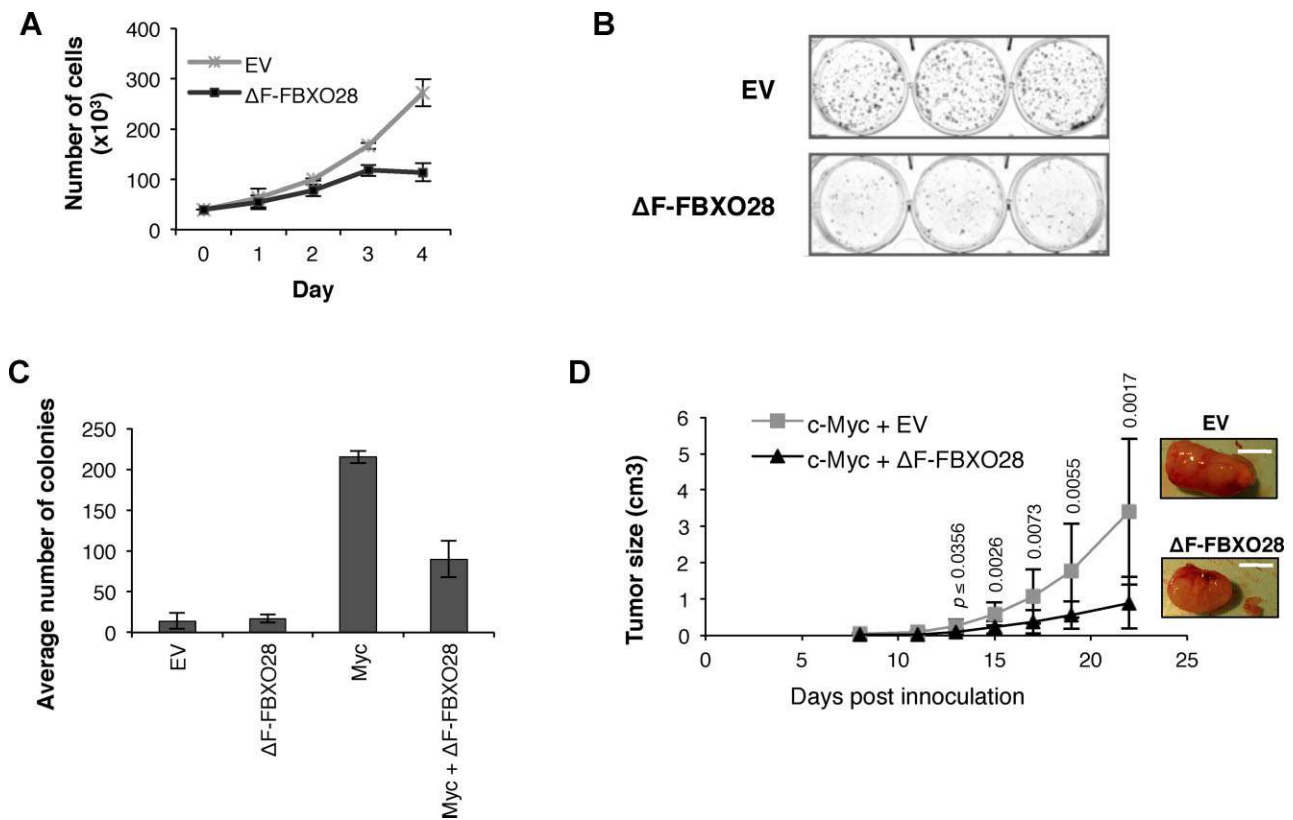 A
Number of cells
(x10³)
400
300
200
100
0
EV
ΔF-FBXO28
0 1 2 3 4
Day
B
EV
ΔF-FBXO28
C
Average number of colonies
250
200
150
100
50
0
EV
ΔF-FBXO28
Myc
Myc + ΔF-FBXO28
D
Tumor size (cm3)
6
5
4
3
2
1
0
c-Myc + EV
c-Myc + ΔF-FBXO28
p ≤ 0.0356
0.0026
0.0073
0.0055
0.0017
0 5 10 15 20 25
Days post innoculation
EV
ΔF-FBXO28